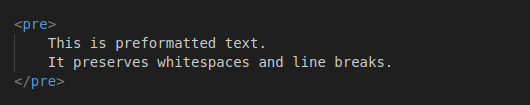 <pre>
    This is preformatted text.
    It preserves whitespaces and line breaks.
</pre>